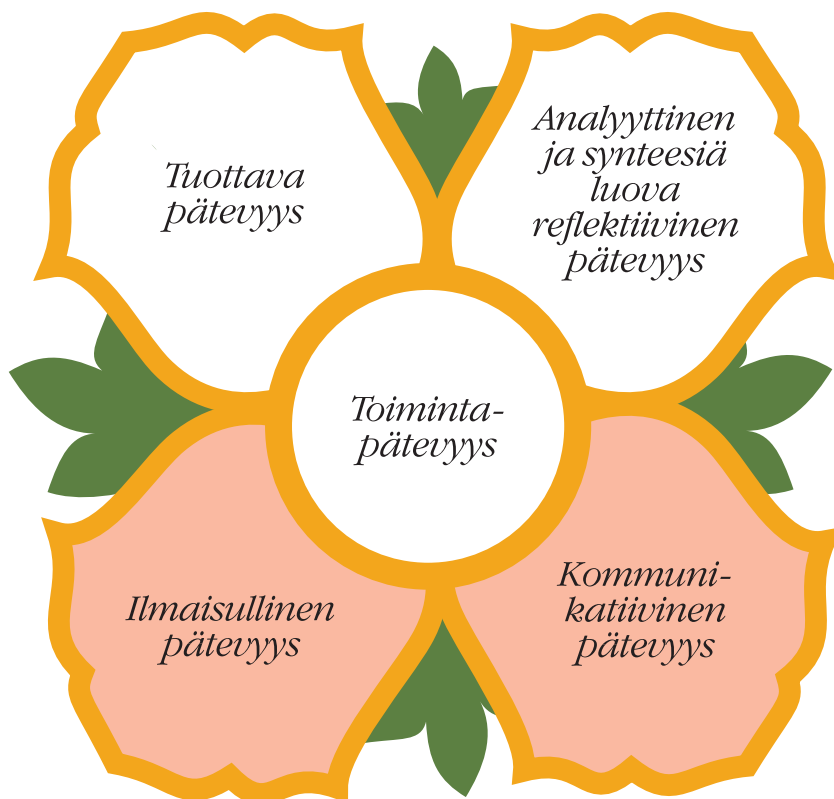 Tuottava
pätevyys
Analyyttinen
ja synteesiä
luova
reflektiivinen
pätevyys
Toiminta-
pätevyys
Ilmaisullinen
pätevyys
Kommuni-
katiivinen
pätevyys